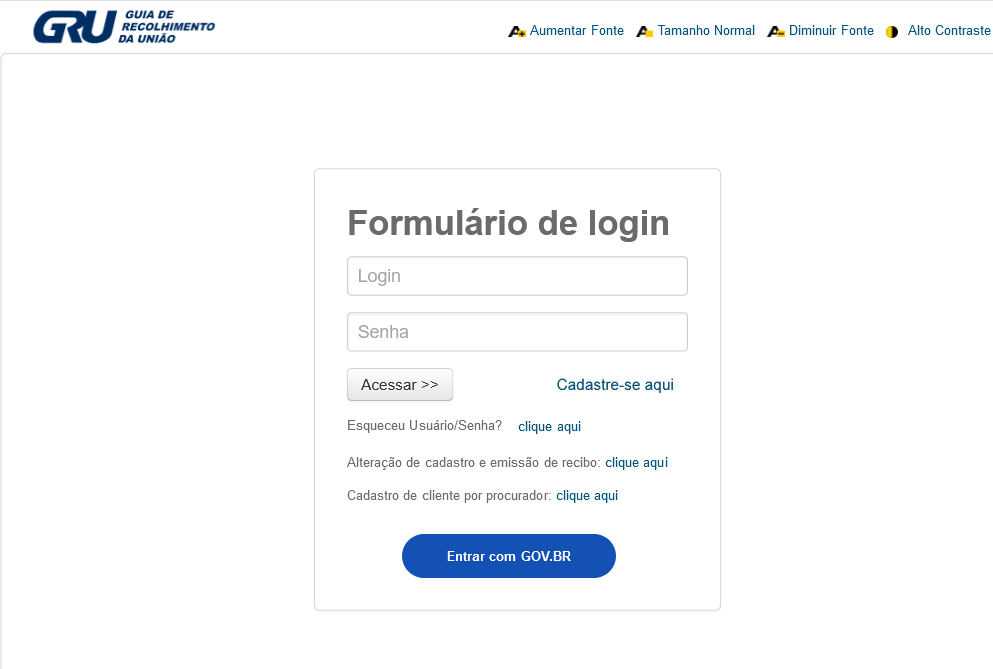 GRU GUIA DE
RECOLHIMENTO
DA UNIÃO
Aumentar Fonte Tamanho Normal Diminuir Fonte Alto Contraste
Formulário de login
Login
Senha
Acessar >> Cadastre-se aqui
Esqueceu Usuário/Senha? clique aqui
Alteração de cadastro e emissão de recibo: clique aqui
Cadastro de cliente por procurador: clique aqui
Entrar com GOV.BR